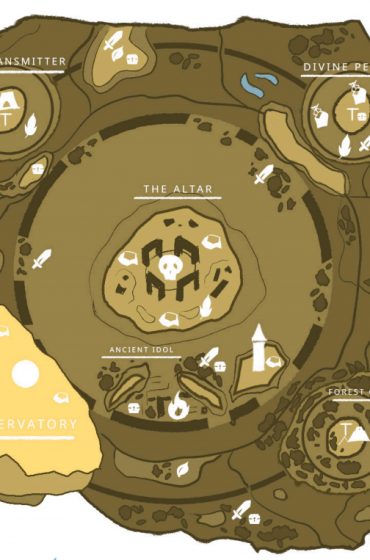 ANSMITTER
DIVINE PE
THE ALTAR
ANCIENT IDOL
FOREST
ERVATORY